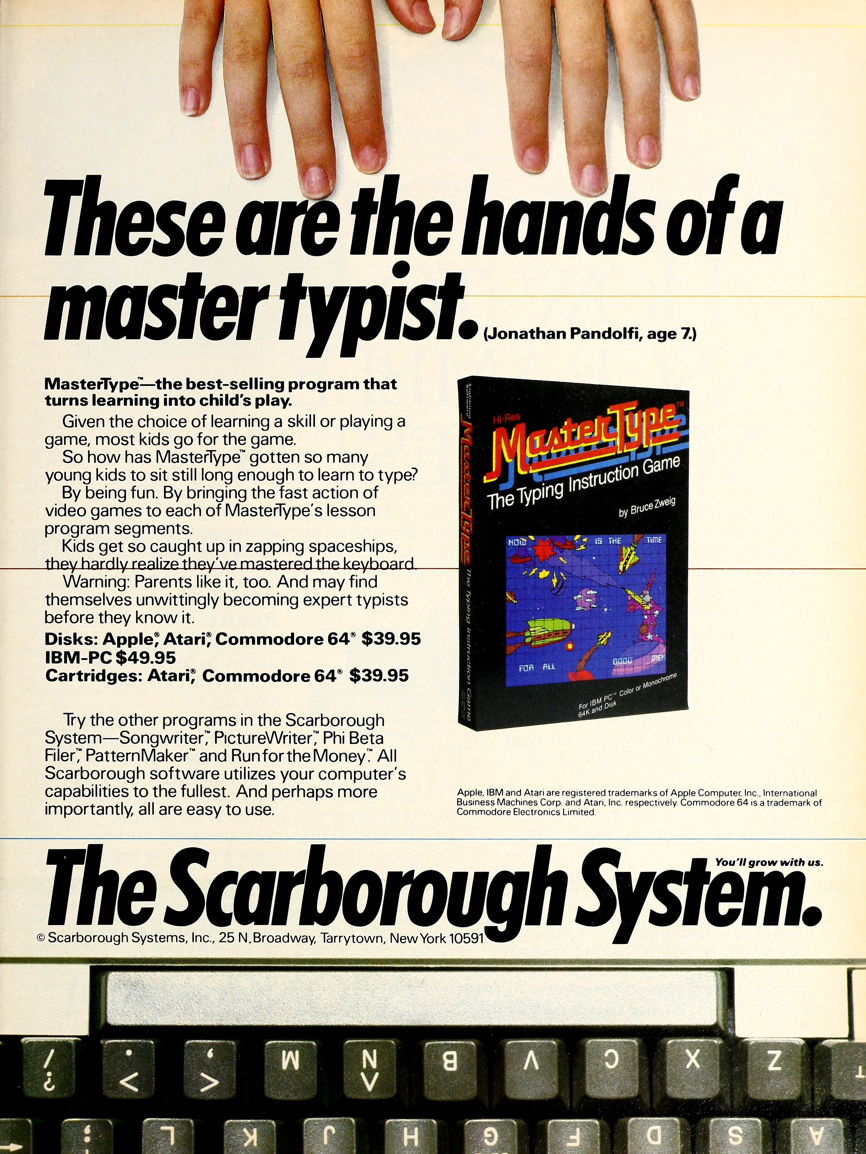 These are the hands of a
master typist. (Jonathan Pandolfi, age 7.)
MasterType™—the best-selling program that
turns learning into child's play.
Given the choice of learning a skill or playing a
game, most kids go for the game.
So how has MasterType™ gotten so many
young kids to sit still long enough to learn to type?
By being fun. By bringing the fast action of
video games to each of MasterType's lesson
program segments.
Kids get so caught up in zapping spaceships,
they hardly realize they've mastered the keyboard.
Warning: Parents like it, too. And may find
themselves unwittingly becoming expert typists
before they know it.
Disks: Apple®, Atari®, Commodore 64® $39.95
IBM-PC $49.95
Cartridges: Atari®, Commodore 64® $39.95
Try the other programs in the Scarborough
System—Songwriter™, PictureWriter™, Phi Beta
Filer™, PatternMaker™ and Run for the Money™. All
Scarborough software utilizes your computer's
capabilities to the fullest. And perhaps more
importantly, all are easy to use.
Hi-Res
MasterType™
The Typing Instruction Game
by Bruce Zweig
NOW IS THE TIME
FOR ALL GOOD MEN
For IBM PC™ Color or Monochrome
64K and Disk
MasterType The Typing Instruction Game
Apple, IBM and Atari are registered trademarks of Apple Computer, Inc., International
Business Machines Corp. and Atari, Inc. respectively. Commodore 64 is a trademark of
Commodore Electronics Limited.
You'll grow with us.
The Scarborough System.
© Scarborough Systems, Inc., 25 N. Broadway, Tarrytown, New York 10591
/ ? . > , < M N B V C X Z
; L K J H G F D S A